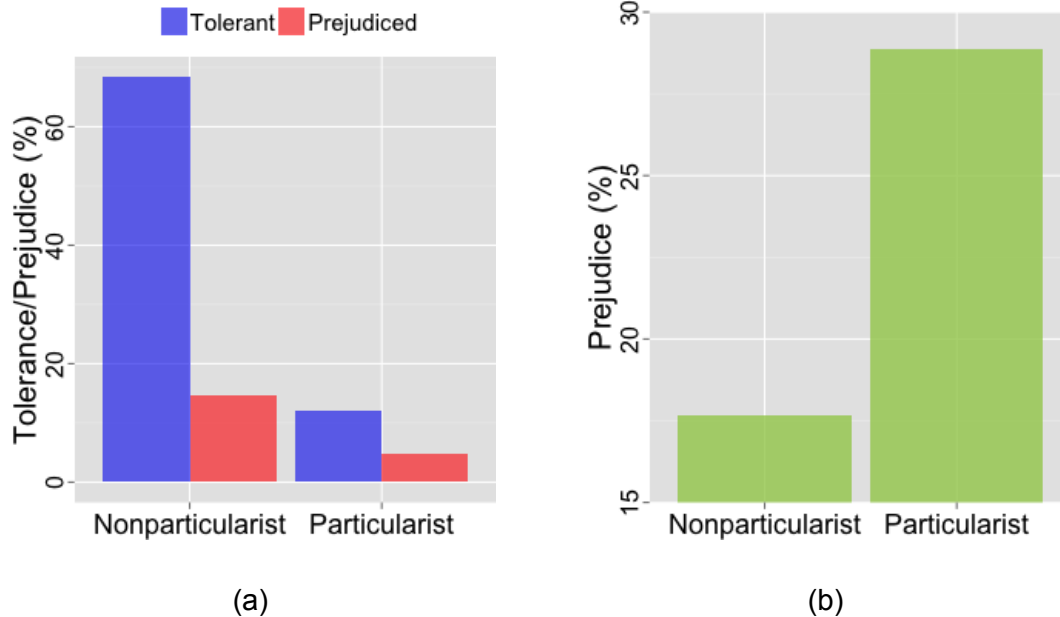 Tolerant Prejudiced
Tolerance/Prejudice (%)
60
40
20
0
Nonparticularist Particularist
(a)
Prejudice (%)
30
25
20
15
Nonparticularist Particularist
(b)